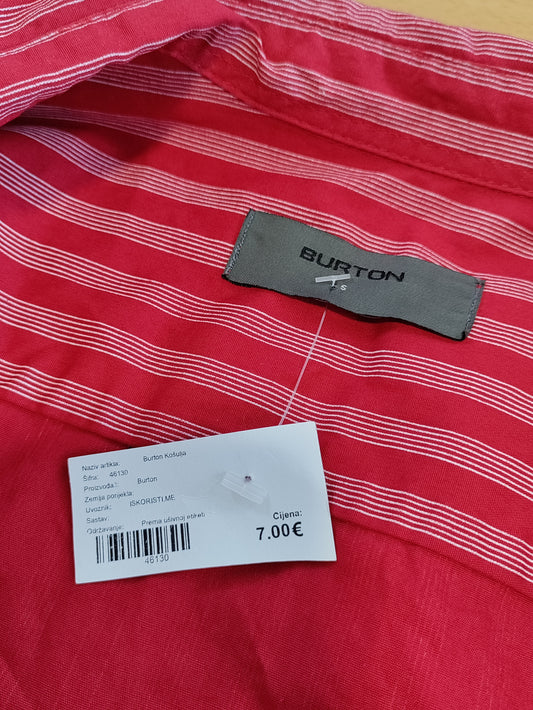 BURTON
S
Naziv artikla: Burton Košulja
Šifra: 46130
Proizvođač: Burton
Zemlja porijekla:
Uvoznik: ISKORISTI.ME
Sastav:
Održavanje: Prema ušivnoj etiketi
Cijena:
7.00€
46130